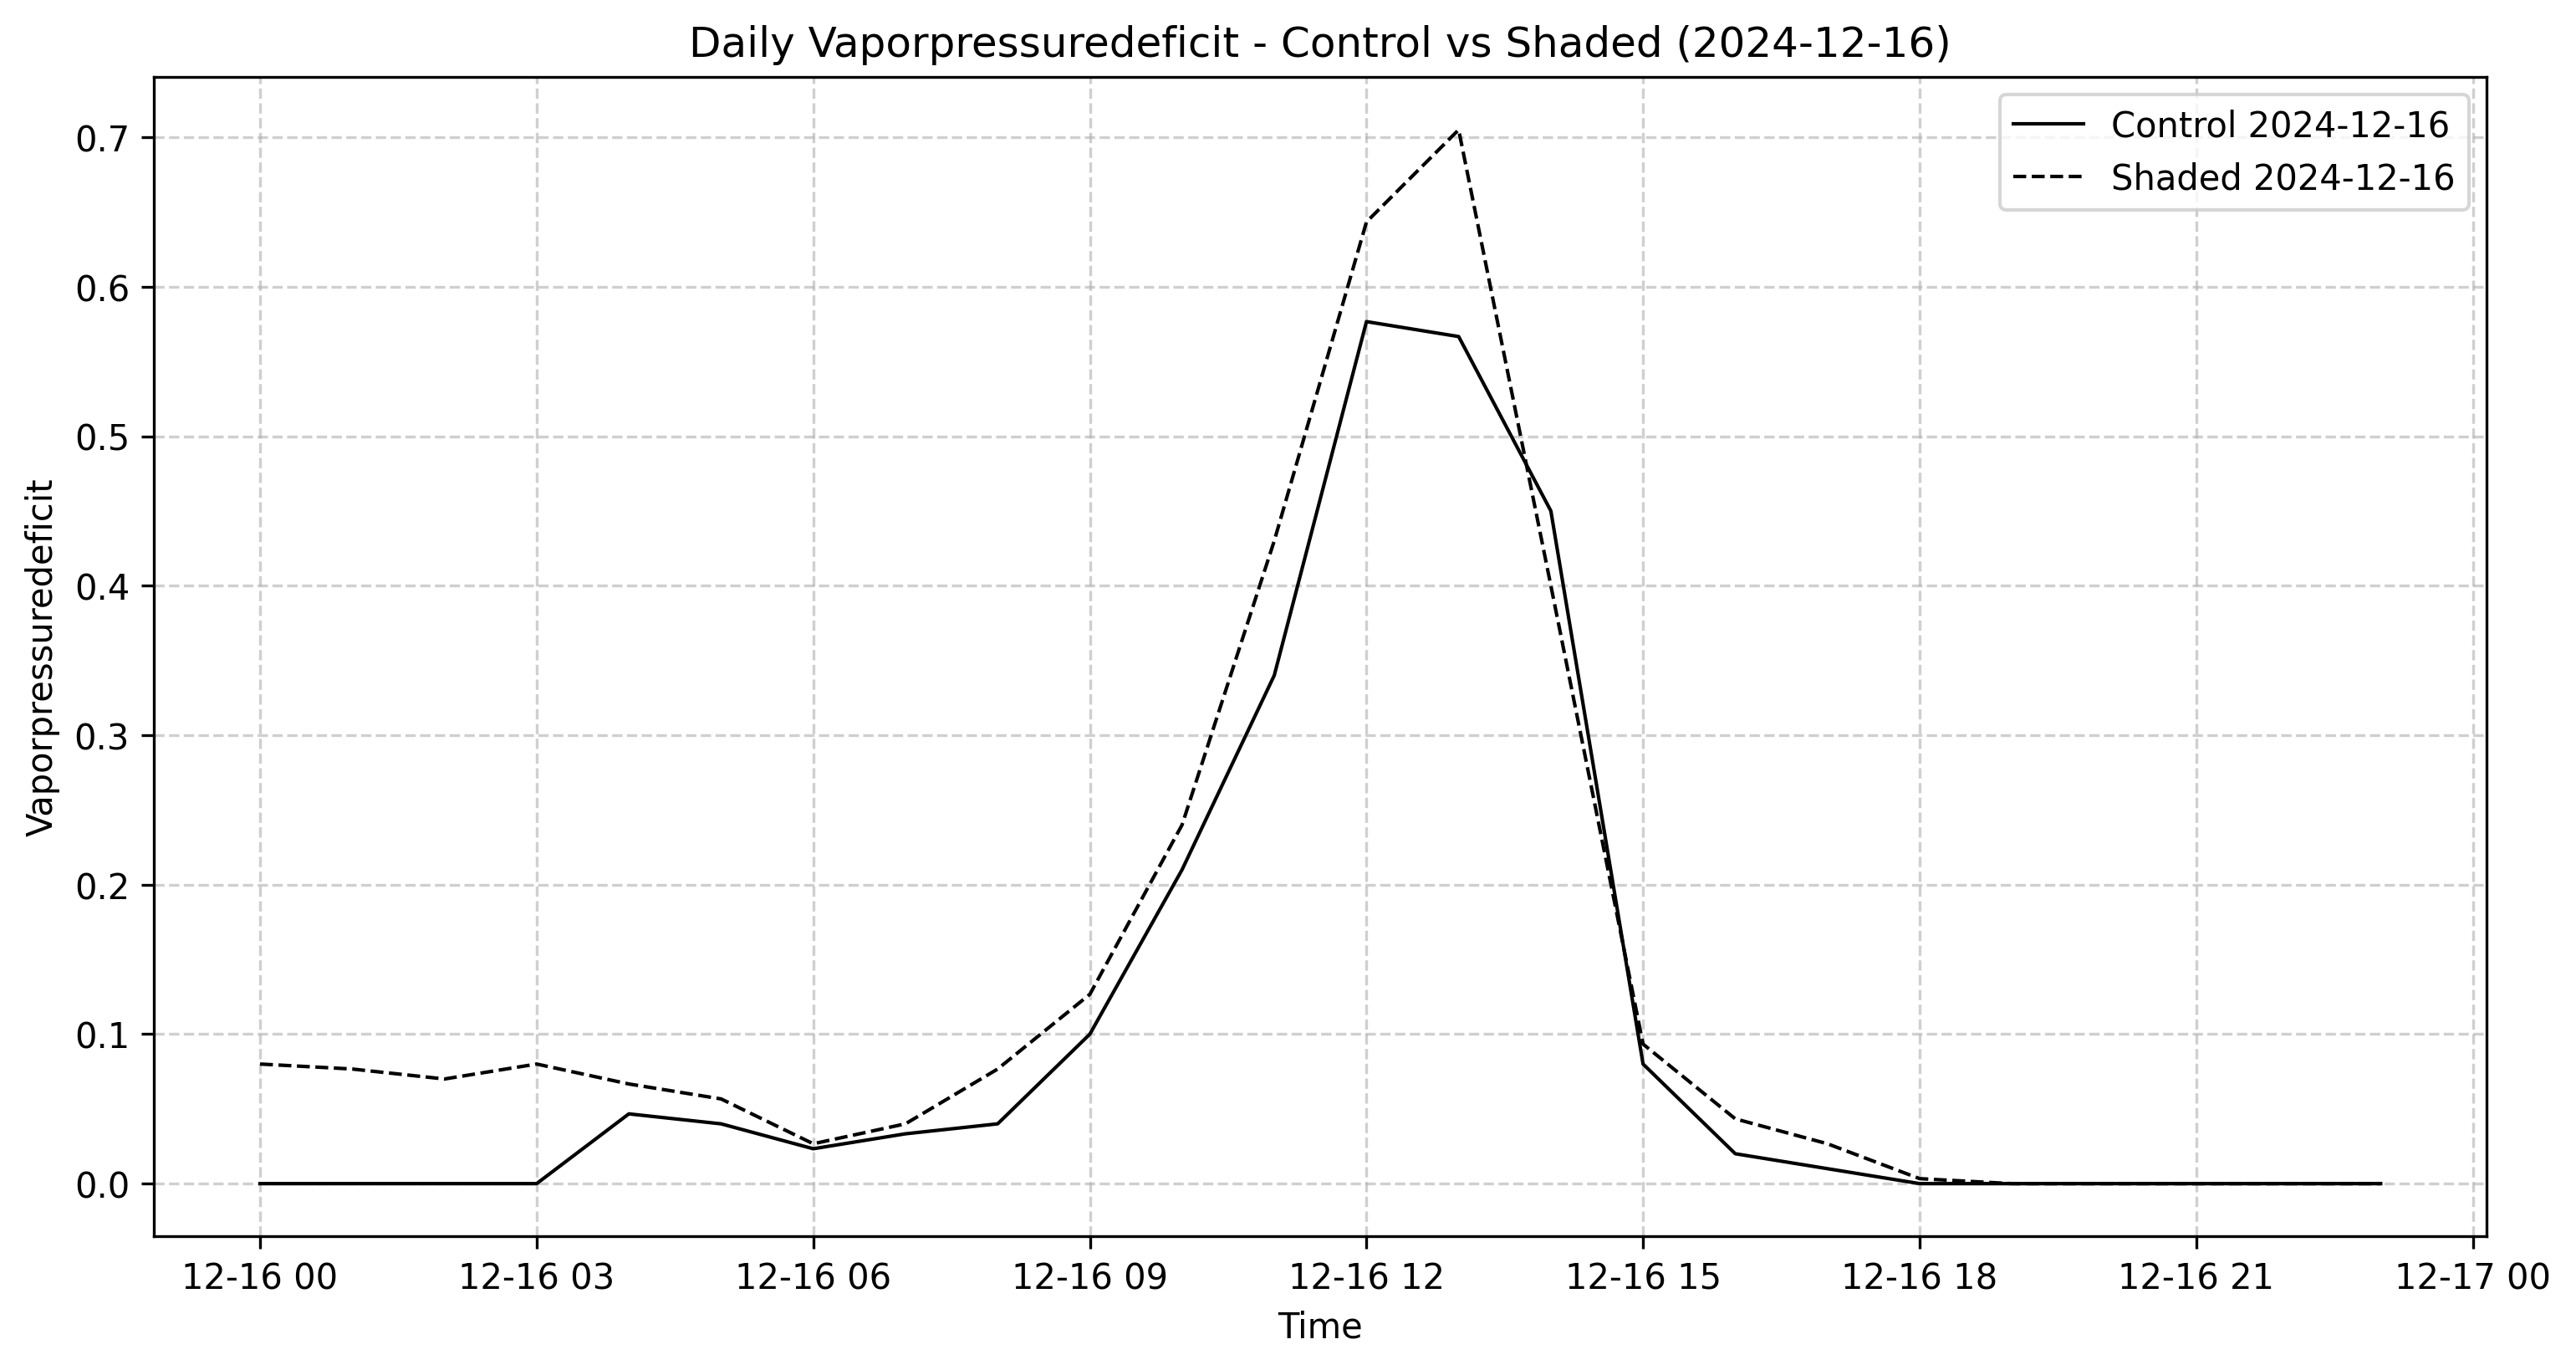 Daily Vaporpressuredeficit - Control vs Shaded (2024-12-16)
Control 2024-12-16
Shaded 2024-12-16
Vaporpressuredeficit
0.7
0.6
0.5
0.4
0.3
0.2
0.1
0.0
12-16 00 12-16 03 12-16 06 12-16 09 12-16 12 12-16 15 12-16 18 12-16 21 12-17 00
Time